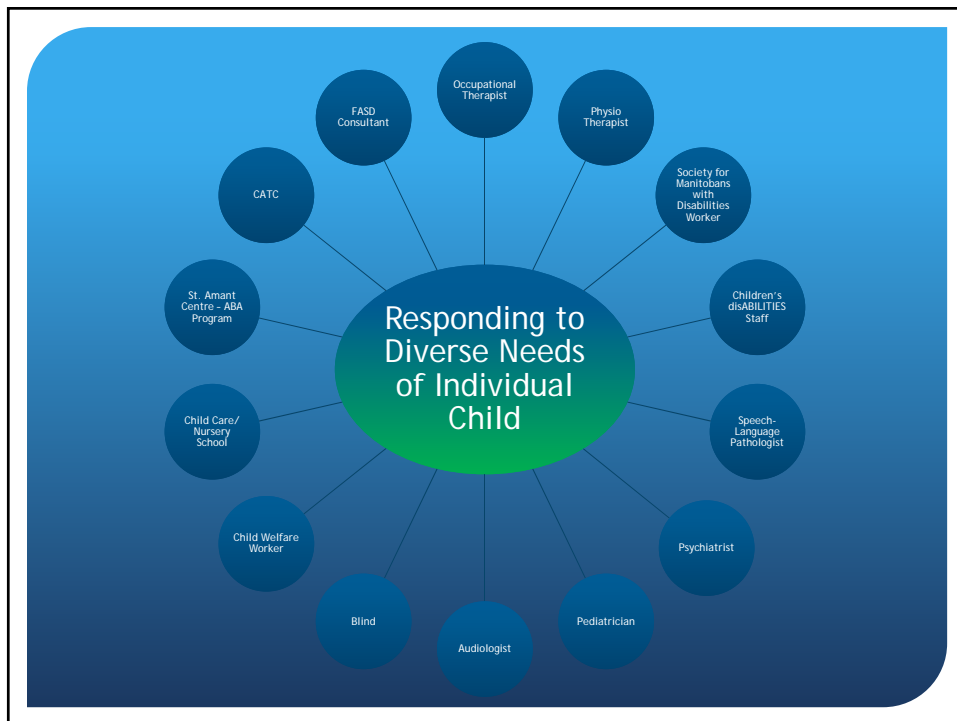 Occupational
Therapist
Physio
Therapist
Society for
Manitobans
with
Disabilities
Worker
Children's
disABILITIES
Staff
Speech-
Language
Pathologist
Psychiatrist
Pediatrician
Audiologist
Blind
Child Welfare
Worker
Child Care/
Nursery
School
St. Amant
Centre - ABA
Program
CATC
FASD
Consultant
Responding to
Diverse Needs
of Individual
Child